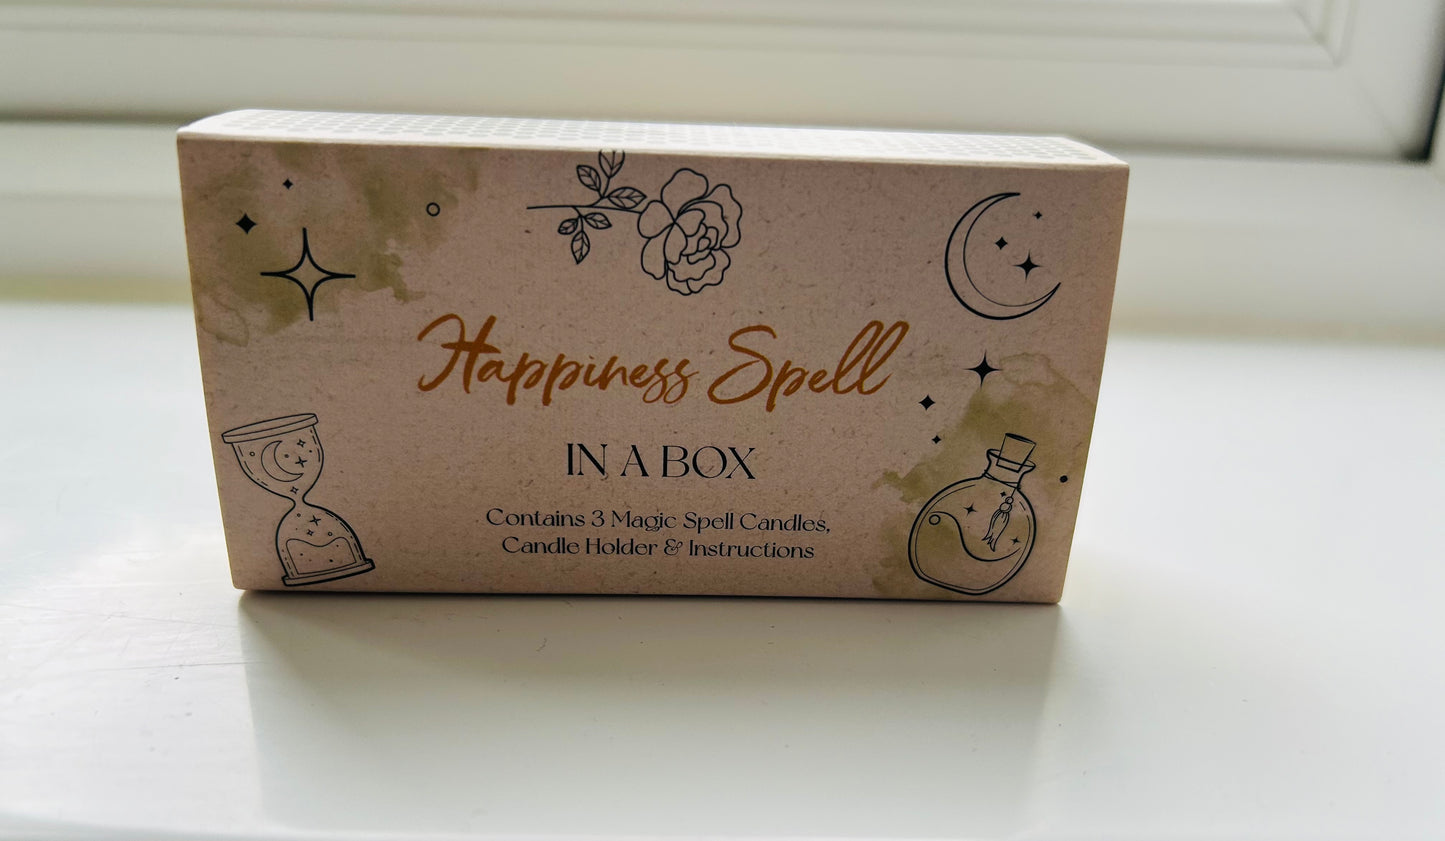 Happiness Spell
IN A BOX
Contains 3 Magic Spell Candles,
Candle Holder & Instructions